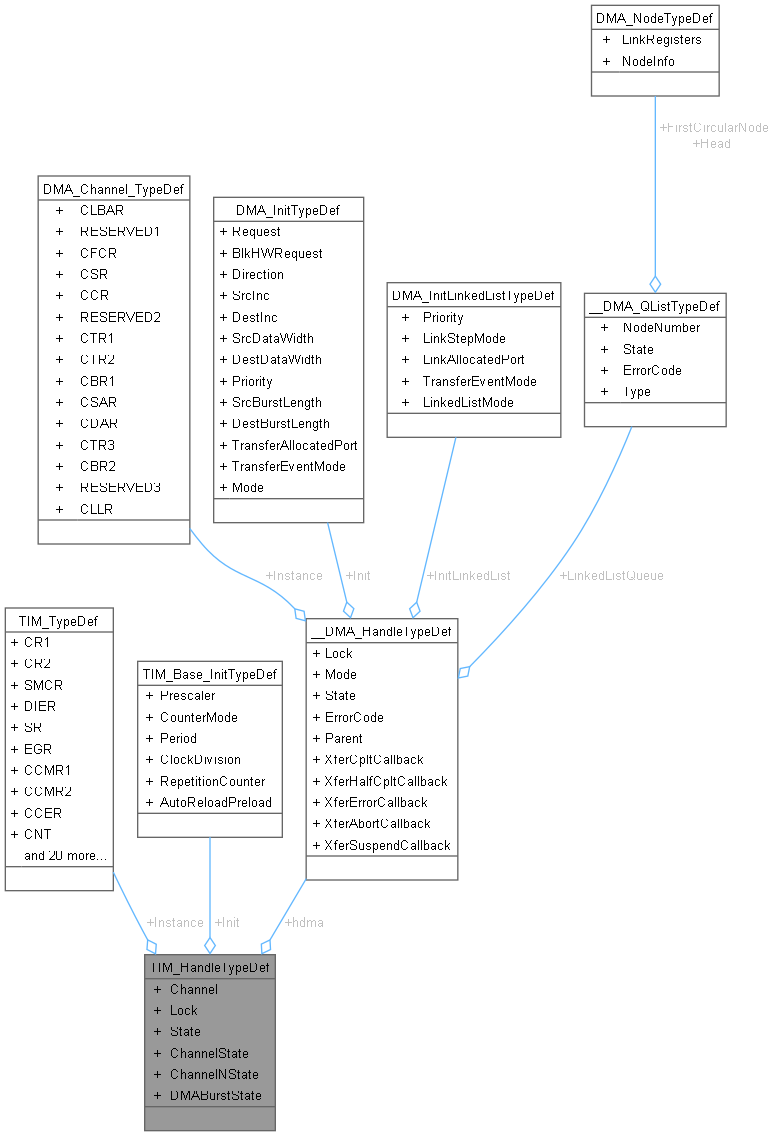 DMA_NodeTypeDef
+ LinkRegisters
+ NodeInfo
+FirstCircularNode
+Head
DMA_Channel_TypeDef
+ CLBAR
+ RESERVED1
+ CFCR
+ CSR
+ CCR
+ RESERVED2
+ CTR1
+ CTR2
+ CBR1
+ CSAR
+ CDAR
+ CTR3
+ CBR2
+ RESERVED3
+ CLLR
DMA_InitTypeDef
+ Request
+ BlkHWRequest
+ Direction
+ SrcInc
+ DestInc
+ SrcDataWidth
+ DestDataWidth
+ Priority
+ SrcBurstLength
+ DestBurstLength
+ TransferAllocatedPort
+ TransferEventMode
+ Mode
DMA_InitLinkedListTypeDef
+ Priority
+ LinkStepMode
+ LinkAllocatedPort
+ TransferEventMode
+ LinkedListMode
__DMA_QListTypeDef
+ NodeNumber
+ State
+ ErrorCode
+ Type
+Instance
+Init
+InitLinkedList
+LinkedListQueue
TIM_TypeDef
+ CR1
+ CR2
+ SMCR
+ DIER
+ SR
+ EGR
+ CCMR1
+ CCMR2
+ CCER
+ CNT
and 20 more...
TIM_Base_InitTypeDef
+ Prescaler
+ CounterMode
+ Period
+ ClockDivision
+ RepetitionCounter
+ AutoReloadPreload
__DMA_HandleTypeDef
+ Lock
+ Mode
+ State
+ ErrorCode
+ Parent
+ XferCpltCallback
+ XferHalfCpltCallback
+ XferErrorCallback
+ XferAbortCallback
+ XferSuspendCallback
+Instance
+Init
+hdma
TIM_HandleTypeDef
+ Channel
+ Lock
+ State
+ ChannelState
+ ChannelNState
+ DMABurstState